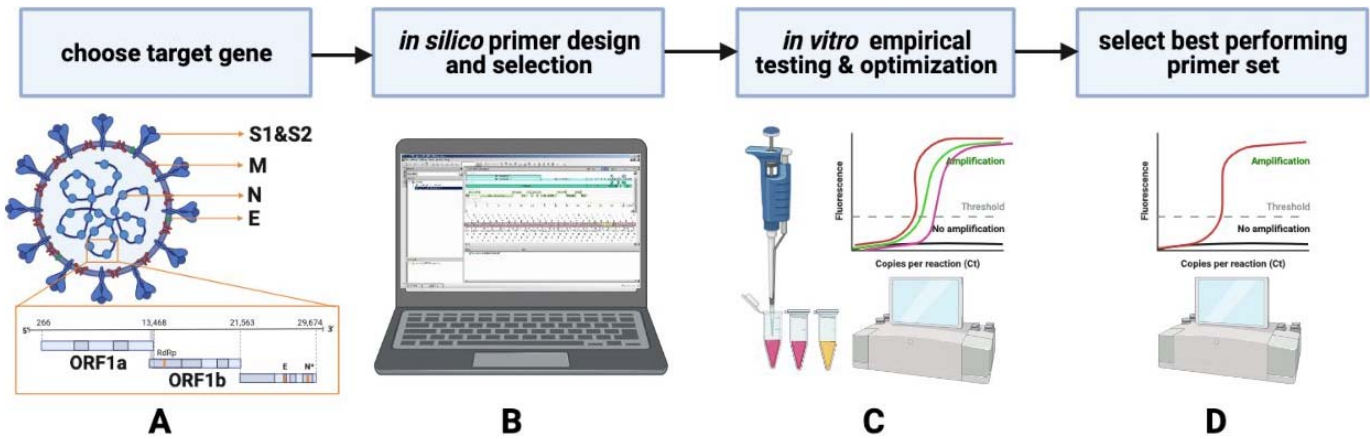 choose target gene
in silico primer design
and selection
in vitro empirical
testing & optimization
select best performing
primer set
S1&S2
M
N
E
266
13,468
21,563
29,674
5'
3'
ORF1a
RdRp
ORF1b
E
N*
Fluorescence
Amplification
Threshold
No amplification
Copies per reaction (Ct)
Fluorescence
Amplification
Threshold
No amplification
Copies per reaction (Ct)
A
B
C
D